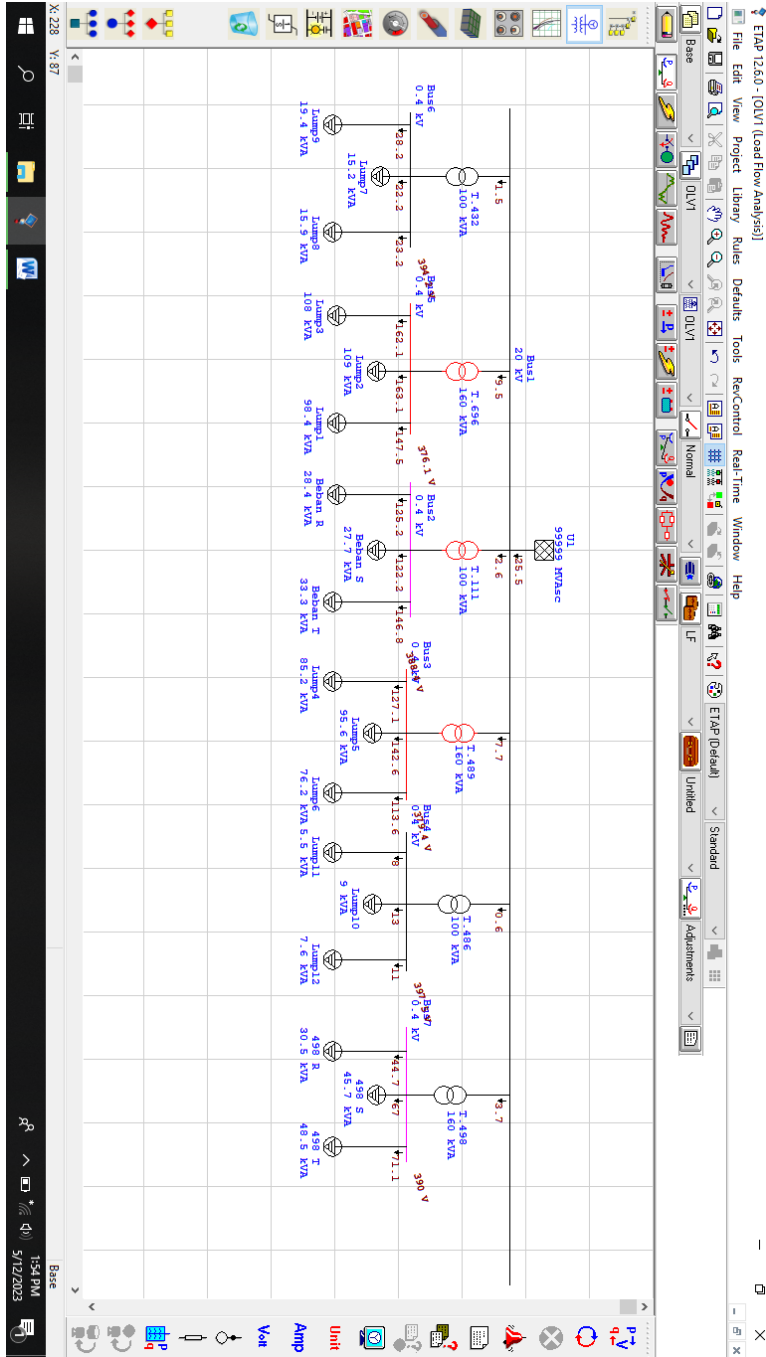 ETAP 12.6.0 - [OLV1 (Load Flow Analysis)]
File Edit View Project Library Rules Defaults Tools RevControl Real-Time Window Help
ETAP (Default) Standard
Base OLV1 OLV1 Normal LF Untitled Adjustments
U1
99999 MVAsc
25.5
Bus1
20 kV
1.5
9.5
2.6
7.7
0.6
3.7
T.432
100 kVA
T.696
160 kVA
T.111
100 kVA
T.489
160 kVA
T.486
100 kVA
T.498
160 kVA
Bus6
0.4 kV
28.2
22.2
23.2
Lump9
19.4 kVA
Lump7
15.2 kVA
Lump8
15.9 kVA
0.4 kV
162.1
163.1
147.5
376.1 V
Lump3
108 kVA
Lump2
109 kVA
Lump1
98.4 kVA
Bus2
0.4 kV
125.2
122.2
146.8
Beban R
28.4 kVA
Beban S
27.7 kVA
Beban T
33.3 kVA
Bus3
127.1
142.6
113.6
Lump4
85.2 kVA
Lump5
95.6 kVA
Lump6
76.2 kVA
Bus4
8
13
11
Lump11
5.5 kVA
Lump10
9 kVA
Lump12
7.6 kVA
0.4 kV
44.7
67
71.1
390 V
498 R
30.5 kVA
498 S
45.7 kVA
498 T
48.5 kVA
Volt
Amp
Unit
X: 228 Y: 87
Base
1:54 PM
5/12/2023